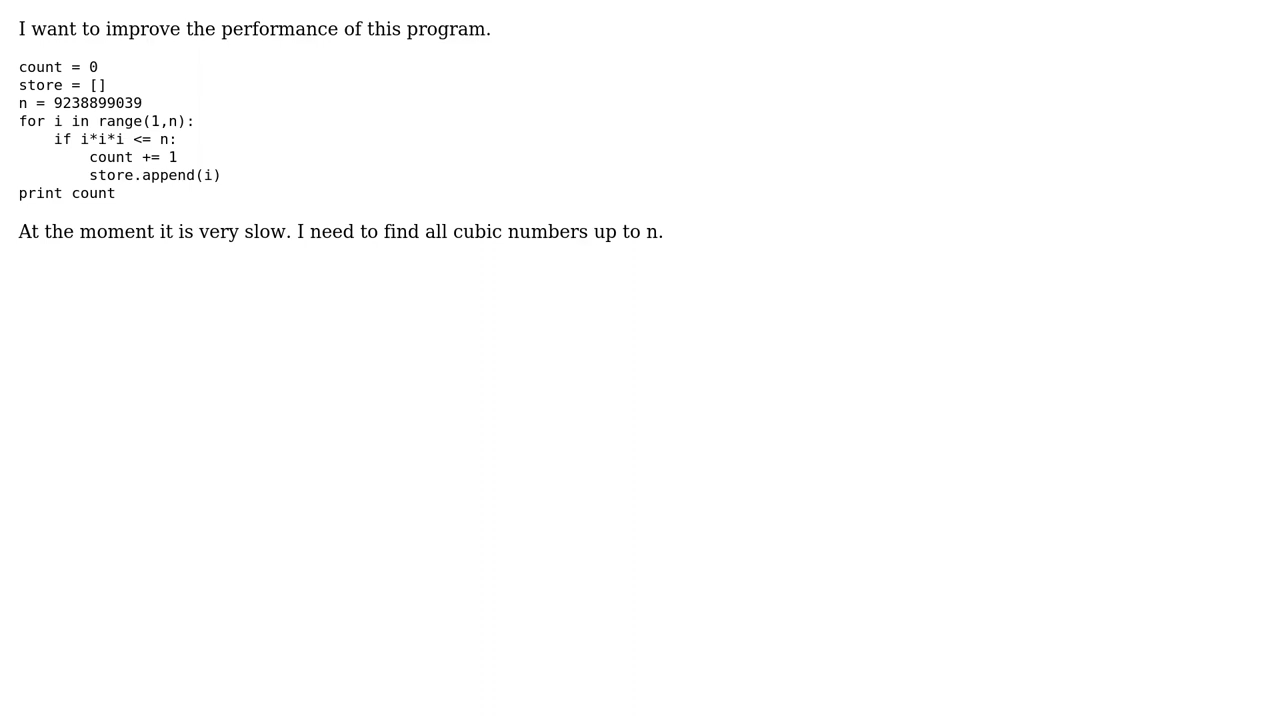 I want to improve the performance of this program.
count = 0
store = []
n = 9238899039
for i in range(1,n):
    if i*i*i <= n:
        count += 1
        store.append(i)
print count
At the moment it is very slow. I need to find all cubic numbers up to n.